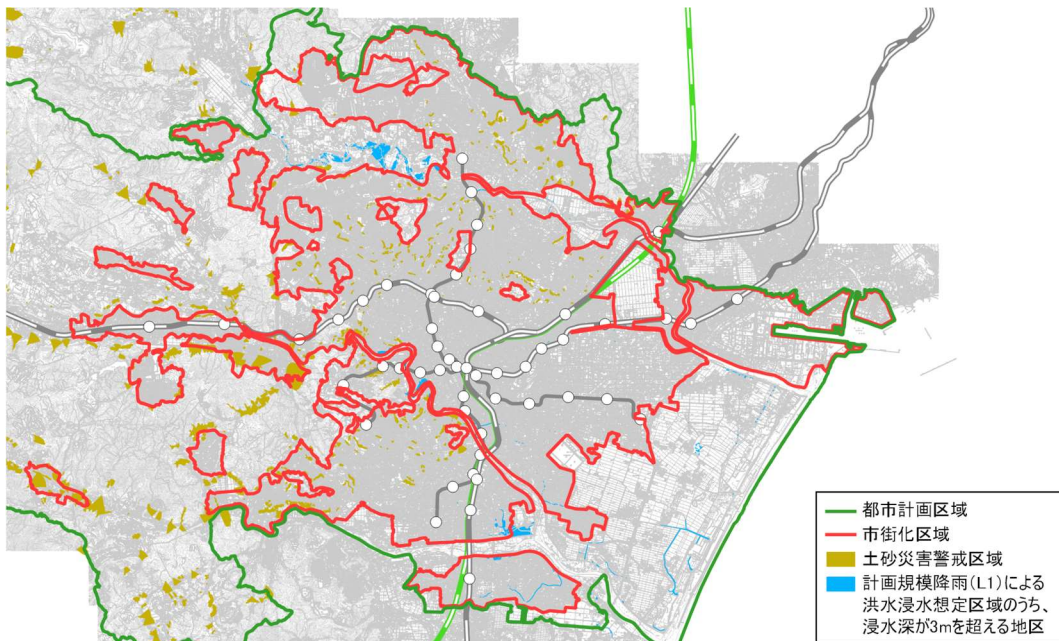 都市計画区域
市街化区域
土砂災害警戒区域
計画規模降雨(L1)による
洪水浸水想定区域のうち、
浸水深が3mを超える地区